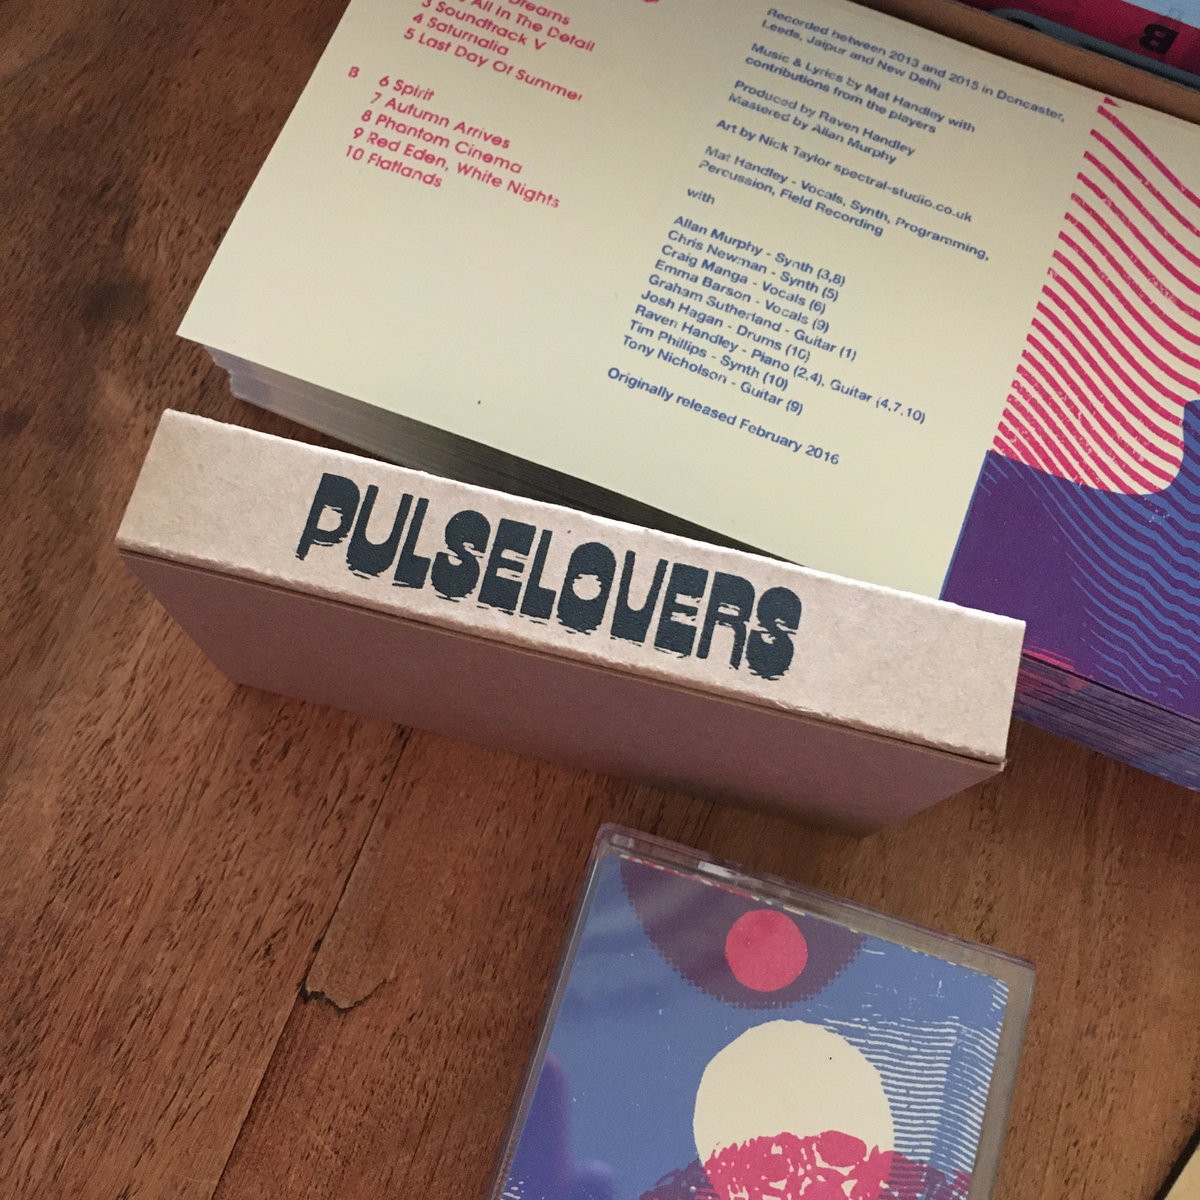 Dreams
All In The Detail
3 Soundtrack V
4 Saturnalia
5 Last Day Of Summer
B 6 Spirit
7 Autumn Arrives
8 Phantom Cinema
9 Red Eden, White Nights
10 Flatlands
Recorded between 2013 and 2015 in Doncaster,
Leeds, Jaipur and New Delhi
Music & Lyrics by Mat Handley with
contributions from the players
Produced by Raven Handley
Mastered by Allan Murphy
Art by Nick Taylor spectral-studio.co.uk
Mat Handley - Vocals, Synth, Programming,
Percussion, Field Recording
with
Allan Murphy - Synth (3,8)
Chris Newman - Synth (5)
Craig Manga - Vocals (6)
Emma Barson - Vocals (9)
Graham Sutherland - Guitar (1)
Josh Hagan - Drums (10)
Raven Handley - Piano (2,4), Guitar (4,7,10)
Tim Phillips - Synth (10)
Tony Nicholson - Guitar (9)
Originally released February 2016
B
PULSELOVERS